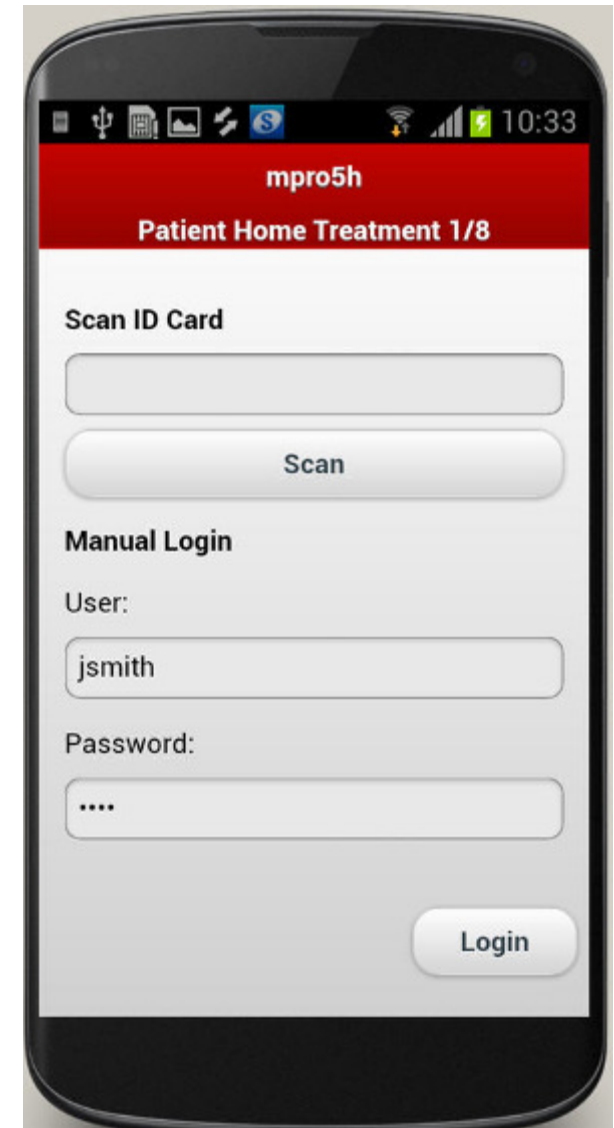 10:33
mpro5h
Patient Home Treatment 1/8
Scan ID Card
Scan
Manual Login
User:
jsmith
Password:
••••
Login